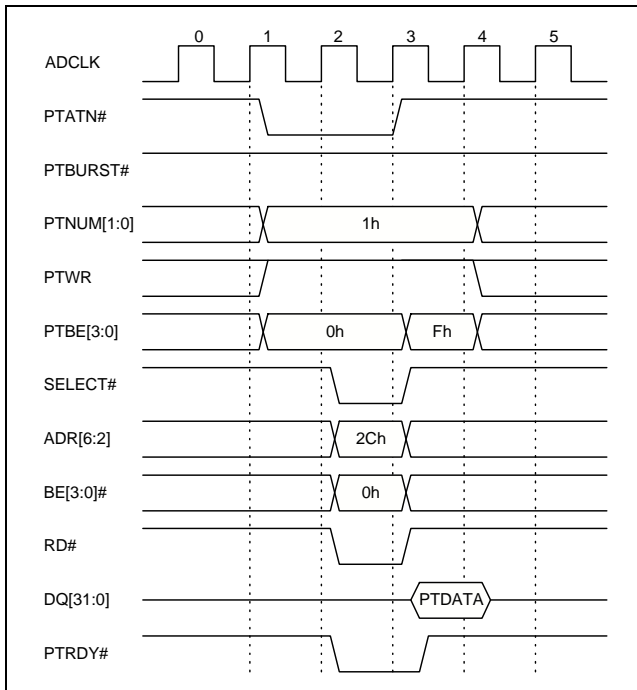 0 1 2 3 4 5
ADCLK
PTATN#
PTBURST#
PTNUM[1:0] 1h
PTWR
PTBE[3:0] 0h Fh
SELECT#
ADR[6:2] 2Ch
BE[3:0]# 0h
RD#
DQ[31:0] PTDATA
PTRDY#